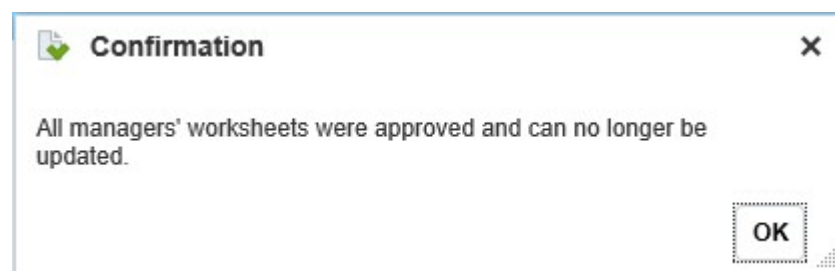 Confirmation
All managers' worksheets were approved and can no longer be
updated.
OK